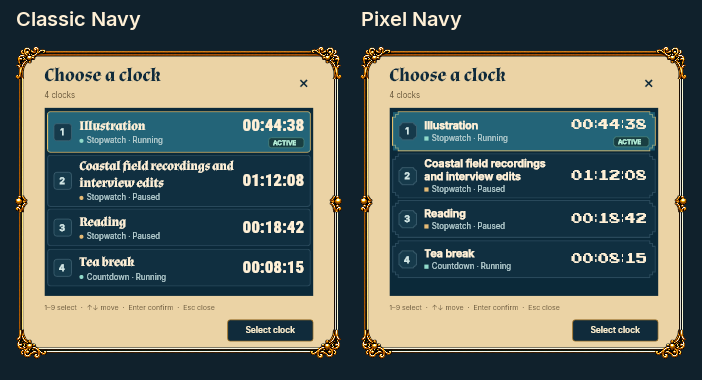 Classic Navy
Choose a clock
×
4 clocks
1
Illustration
Stopwatch · Running
00:44:38
ACTIVE
2
Coastal field recordings and
interview edits
Stopwatch · Paused
01:12:08
3
Reading
Stopwatch · Paused
00:18:42
4
Tea break
Countdown · Running
00:08:15
1–9 select · ↑↓ move · Enter confirm · Esc close
Select clock
Pixel Navy
Choose a clock
×
4 clocks
1
Illustration
Stopwatch · Running
00:44:38
ACTIVE
2
Coastal field recordings
and interview edits
Stopwatch · Paused
01:12:08
3
Reading
Stopwatch · Paused
00:18:42
4
Tea break
Countdown · Running
00:08:15
1–9 select · ↑↓ move · Enter confirm · Esc close
Select clock